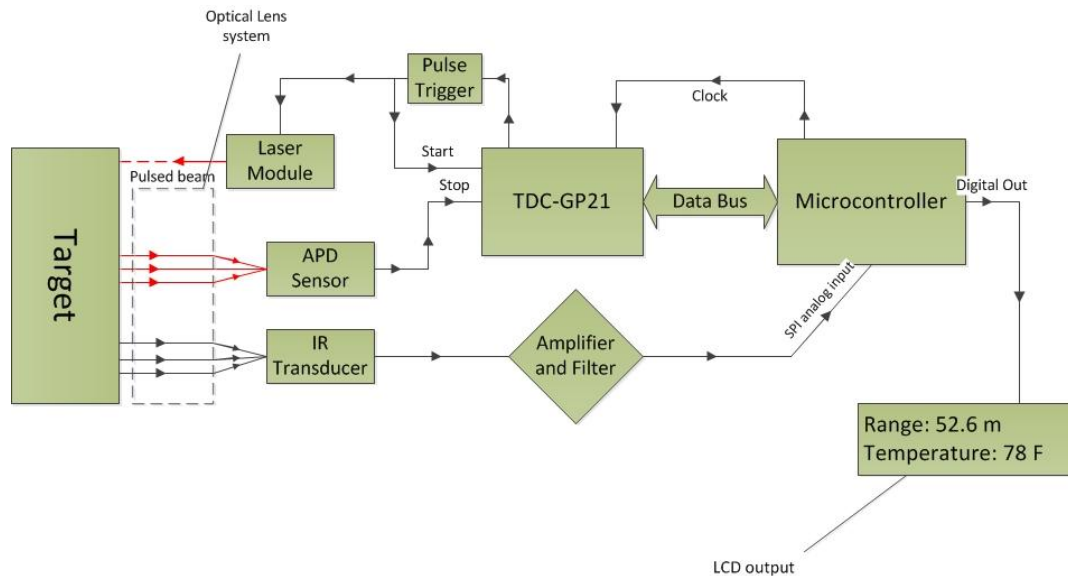 Optical Lens
system
Pulse
Trigger
Clock
Laser
Module
Start
Pulsed beam
Stop
TDC-GP21
Data Bus
Microcontroller
Digital Out
Target
APD
Sensor
SPI analog input
IR
Transducer
Amplifier
and Filter
Range: 52.6 m
Temperature: 78 F
LCD output